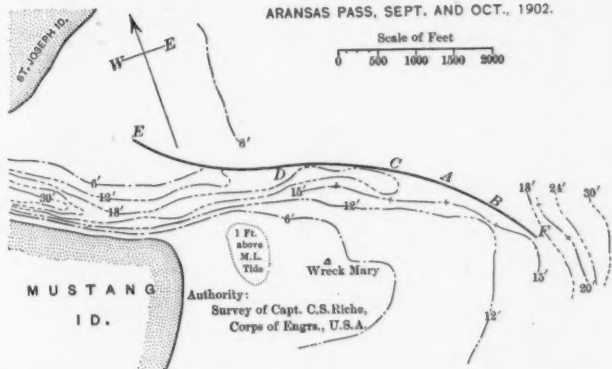 ARANSAS PASS, SEPT. AND OCT., 1902.
Scale of Feet
0 500 1000 1500 2000
ST. JOSEPH ID.
W E
E
6'
D
C
A
B
F
18' 24' 30'
6'
12'
30'
18'
15'
12'
6'
15'
20'
12'
1 Ft.
above
M.L.
Tide
Wreck Mary
MUSTANG
ID.
Authority:
Survey of Capt. C.S. Riche,
Corps of Engrs., U.S.A.